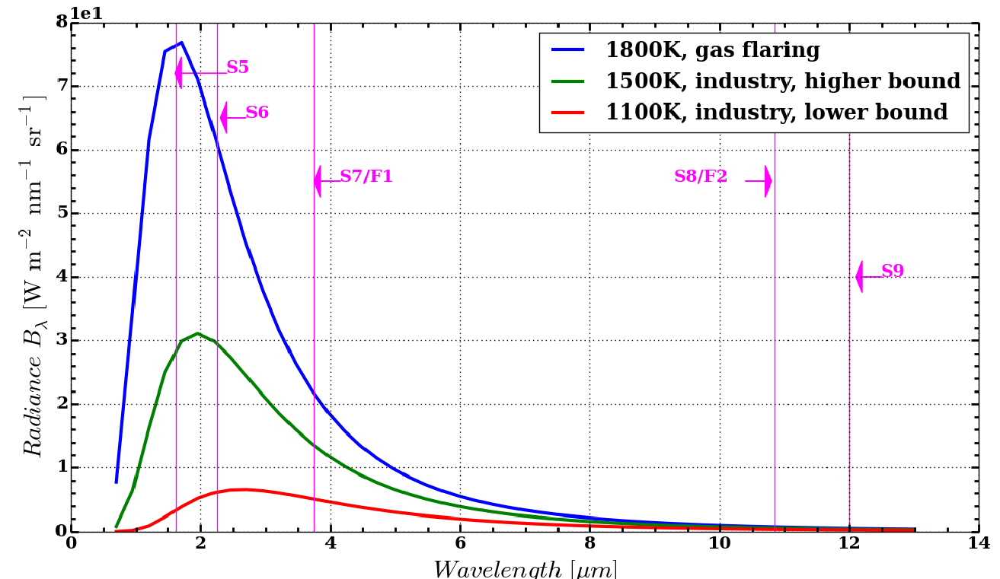 1e1
8
7
6
5
4
3
2
1
0
0 2 4 6 8 10 12 14
Radiance B_λ [W m⁻² nm⁻¹ sr⁻¹]
Wavelength [μm]
1800K, gas flaring
1500K, industry, higher bound
1100K, industry, lower bound
S5
S6
S7/F1
S8/F2
S9